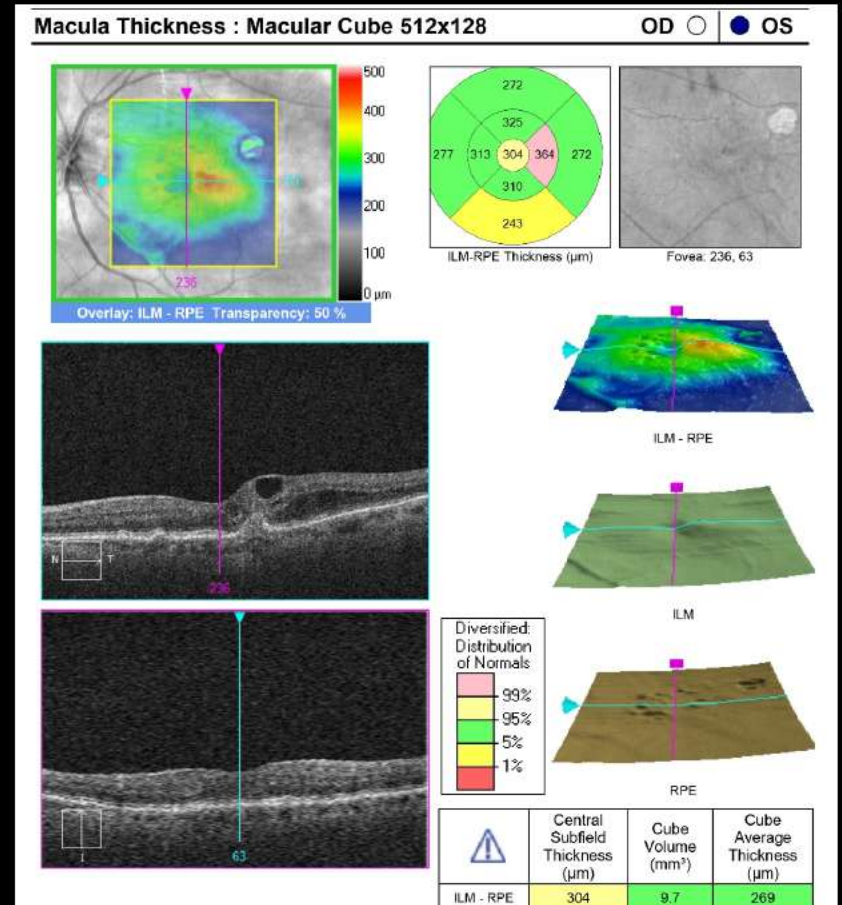 Macula Thickness : Macular Cube 512x128
OD OS
500
400
300
200
100
0 µm
236
Overlay: ILM - RPE Transparency: 50 %
272
325
277 313 304 364 272
310
243
ILM-RPE Thickness (µm)
Fovea: 236, 63
ILM - RPE
N T
236
ILM
63
Diversified:
Distribution
of Normals
99%
95%
5%
1%
RPE
Central Subfield Thickness (µm)
Cube Volume (mm³)
Cube Average Thickness (µm)
ILM - RPE 304 9.7 269